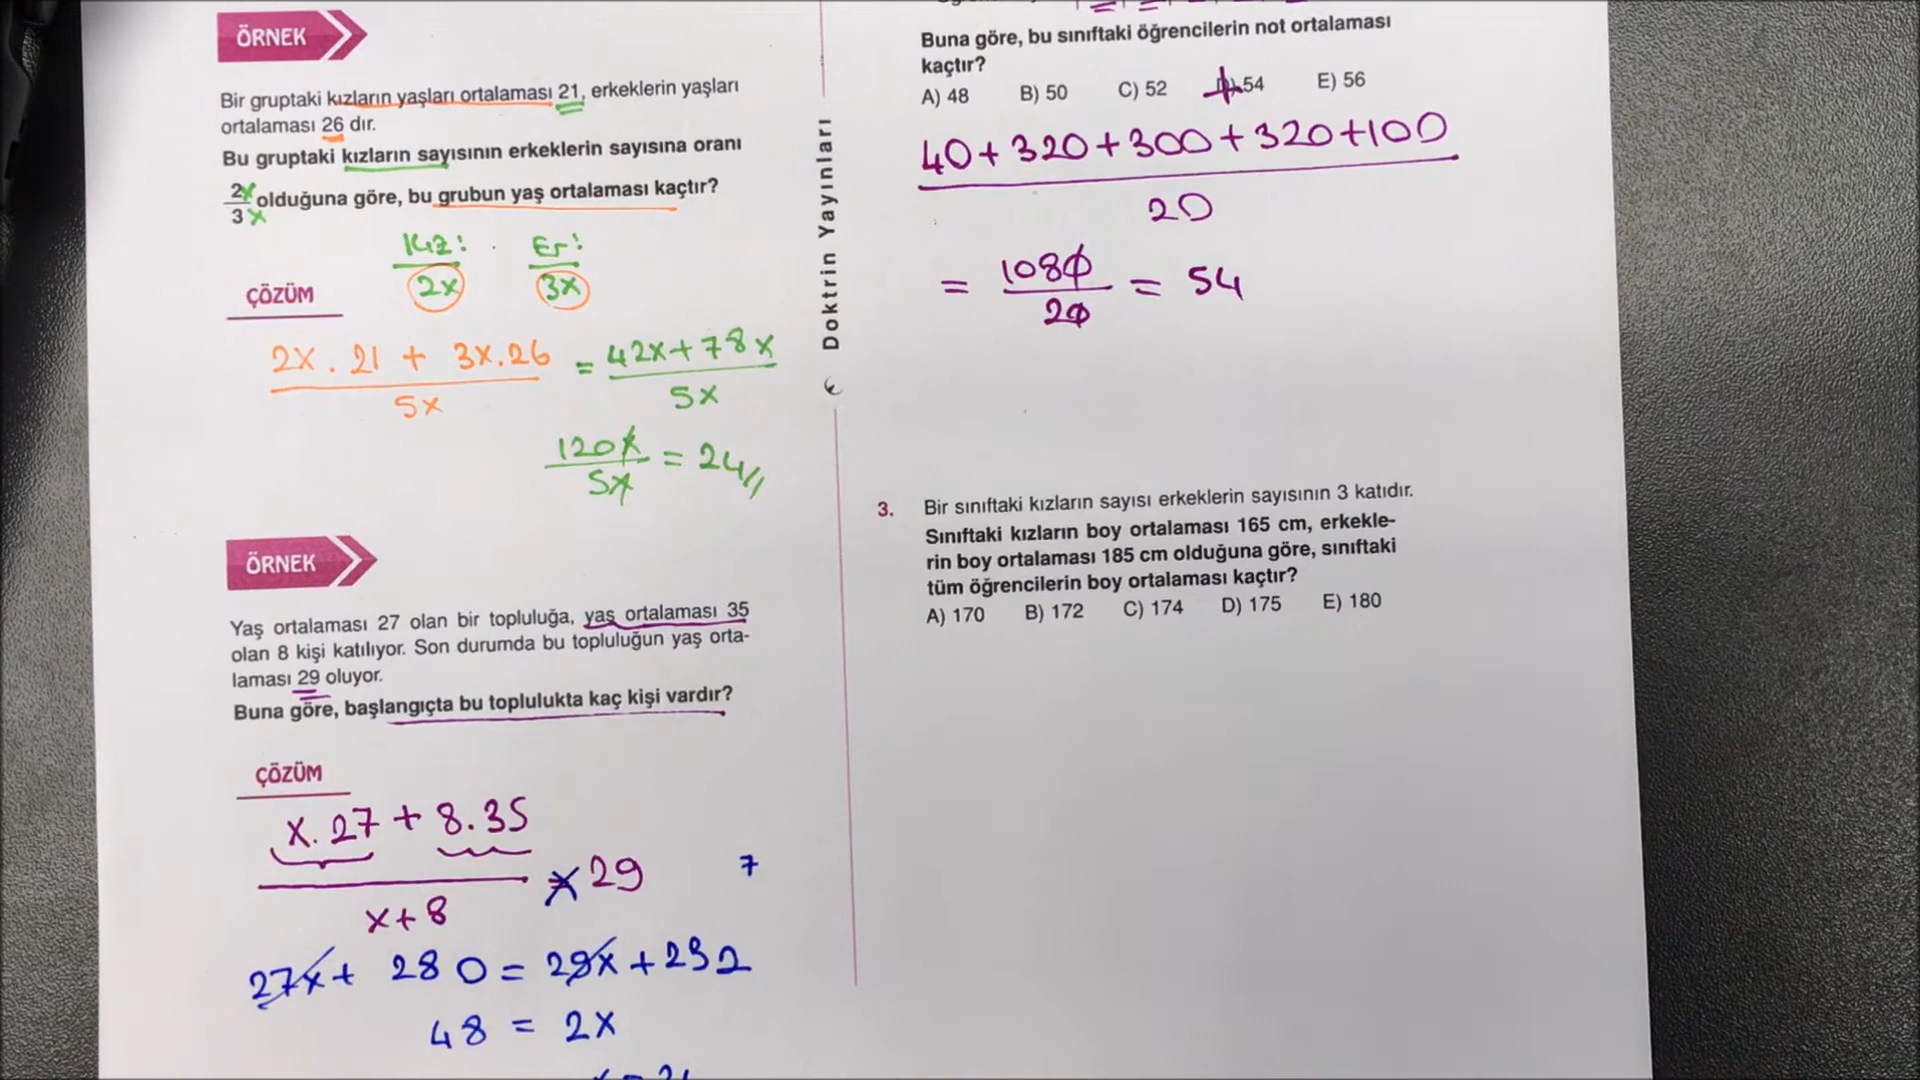 ÖRNEK
Bir gruptaki kızların yaşları ortalaması 21, erkeklerin yaşları
ortalaması 26 dır.
Bu gruptaki kızların sayısının erkeklerin sayısına oranı
2x/3x olduğuna göre, bu grubun yaş ortalaması kaçtır?
Kız: Er:
2x 3x
ÇÖZÜM
2x . 21 + 3x.26 / 5x = 42x + 78x / 5x
120x / 5x = 24//
ÖRNEK
Yaş ortalaması 27 olan bir topluluğa, yaş ortalaması 35
olan 8 kişi katılıyor. Son durumda bu topluluğun yaş orta-
laması 29 oluyor.
Buna göre, başlangıçta bu toplulukta kaç kişi vardır?
ÇÖZÜM
x. 27 + 8.35
29 7
x+8
27x + 280 = 29x + 232
48 = 2x
Doktrin Yayınları
Buna göre, bu sınıftaki öğrencilerin not ortalaması
kaçtır?
A) 48 B) 50 C) 52 D) 54 E) 56
40 + 320 + 300 + 320 + 100
20
= 1080 / 20 = 54
3. Bir sınıftaki kızların sayısı erkeklerin sayısının 3 katıdır.
Sınıftaki kızların boy ortalaması 165 cm, erkekle-
rin boy ortalaması 185 cm olduğuna göre, sınıftaki
tüm öğrencilerin boy ortalaması kaçtır?
A) 170 B) 172 C) 174 D) 175 E) 180